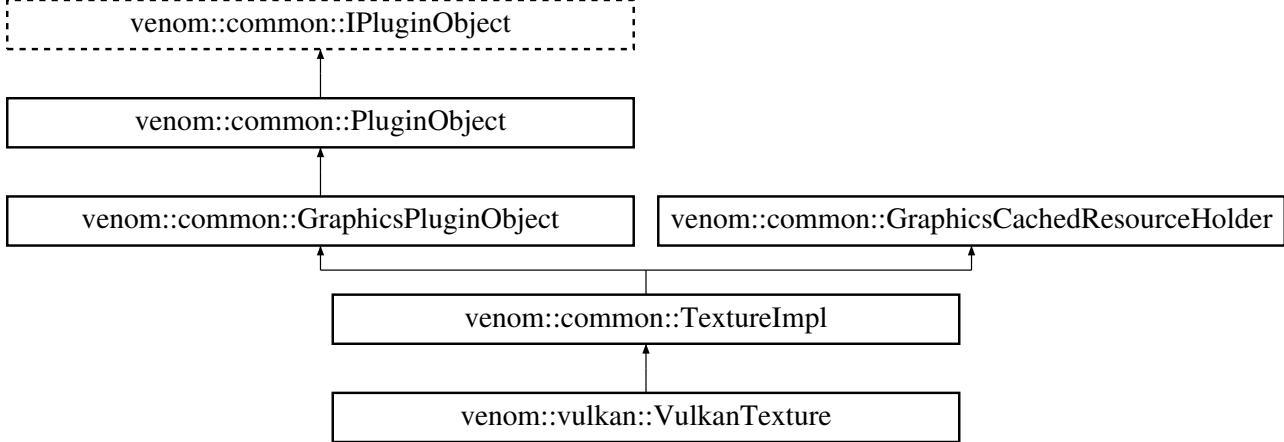 venom::common::IPluginObject
venom::common::PluginObject
venom::common::GraphicsPluginObject
venom::common::GraphicsCachedResourceHolder
venom::common::TextureImpl
venom::vulkan::VulkanTexture